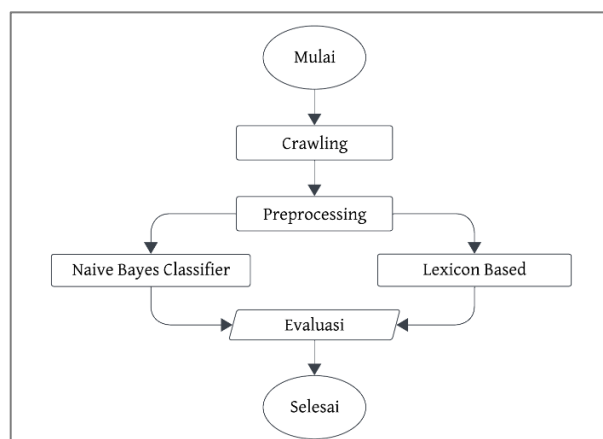 Mulai
Crawling
Preprocessing
Naive Bayes Classifier
Lexicon Based
Evaluasi
Selesai